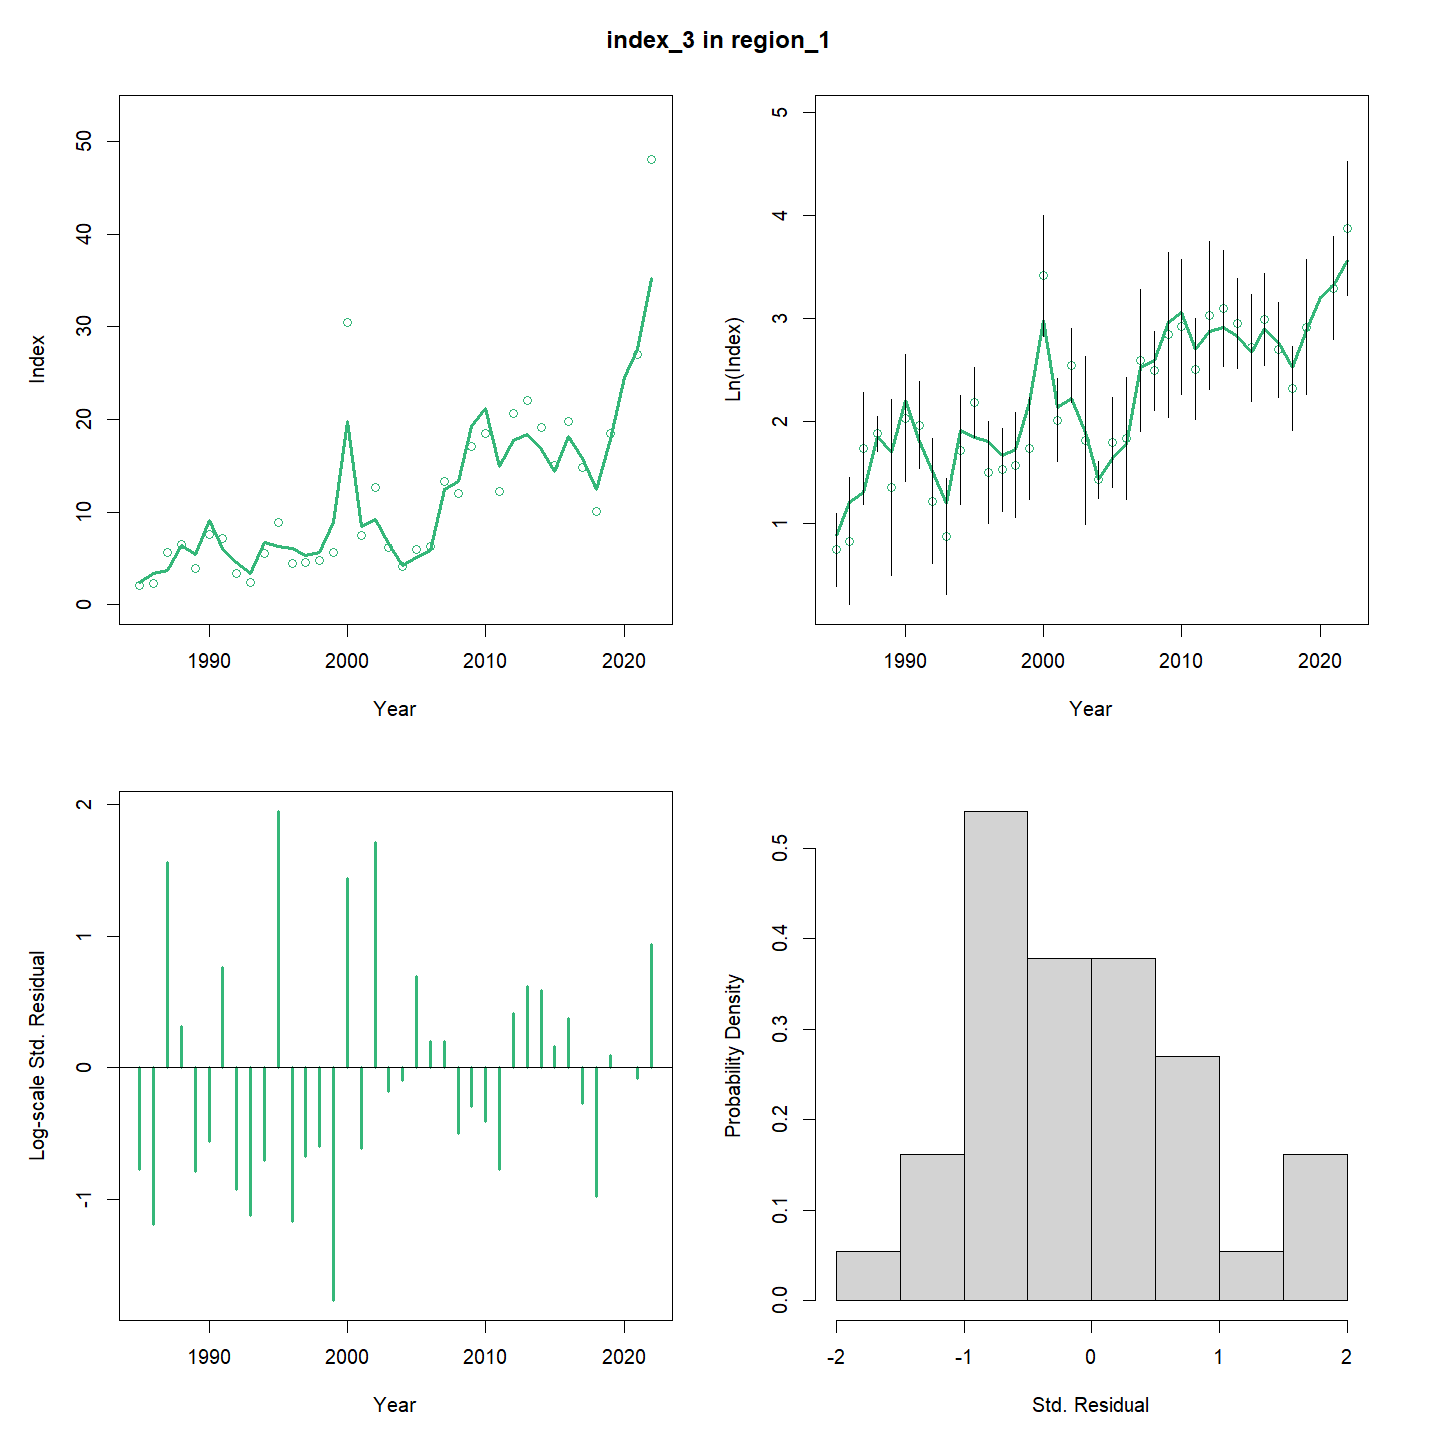 index_3 in region_1
Index
0 10 20 30 40 50
1990 2000 2010 2020
Year
Ln(Index)
1 2 3 4 5
1990 2000 2010 2020
Year
Log-scale Std. Residual
-1 0 1 2
1990 2000 2010 2020
Year
Probability Density
0.0 0.1 0.2 0.3 0.4 0.5
-2 -1 0 1 2
Std. Residual